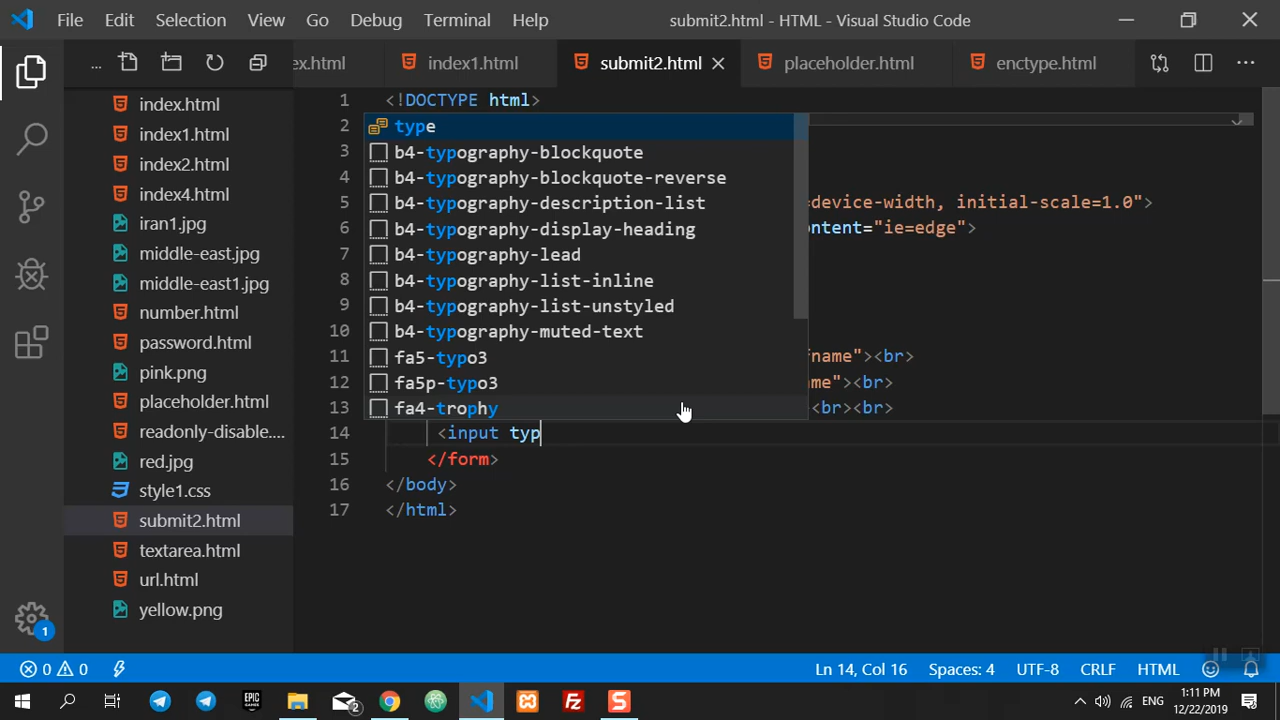 File Edit Selection View Go Debug Terminal Help submit2.html - HTML - Visual Studio Code
... ex.html index1.html submit2.html placeholder.html enctype.html ...
index.html
index1.html
index2.html
index4.html
iran1.jpg
middle-east.jpg
middle-east1.jpg
number.html
password.html
pink.png
placeholder.html
readonly-disable....
red.jpg
style1.css
submit2.html
textarea.html
url.html
yellow.png
1 <!DOCTYPE html>
2
3
4
5 =device-width, initial-scale=1.0">
6 ontent="ie=edge">
7
8
9
10
11 fname"><br>
12 ame"><br>
13 <br><br>
14 <input typ
15 </form>
16 </body>
17 </html>
type
b4-typography-blockquote
b4-typography-blockquote-reverse
b4-typography-description-list
b4-typography-display-heading
b4-typography-lead
b4-typography-list-inline
b4-typography-list-unstyled
b4-typography-muted-text
fa5-typo3
fa5p-typo3
fa4-trophy
1
0 0 Ln 14, Col 16 Spaces: 4 UTF-8 CRLF HTML
EPIC GAMES 2 ENG 1:11 PM
12/22/2019